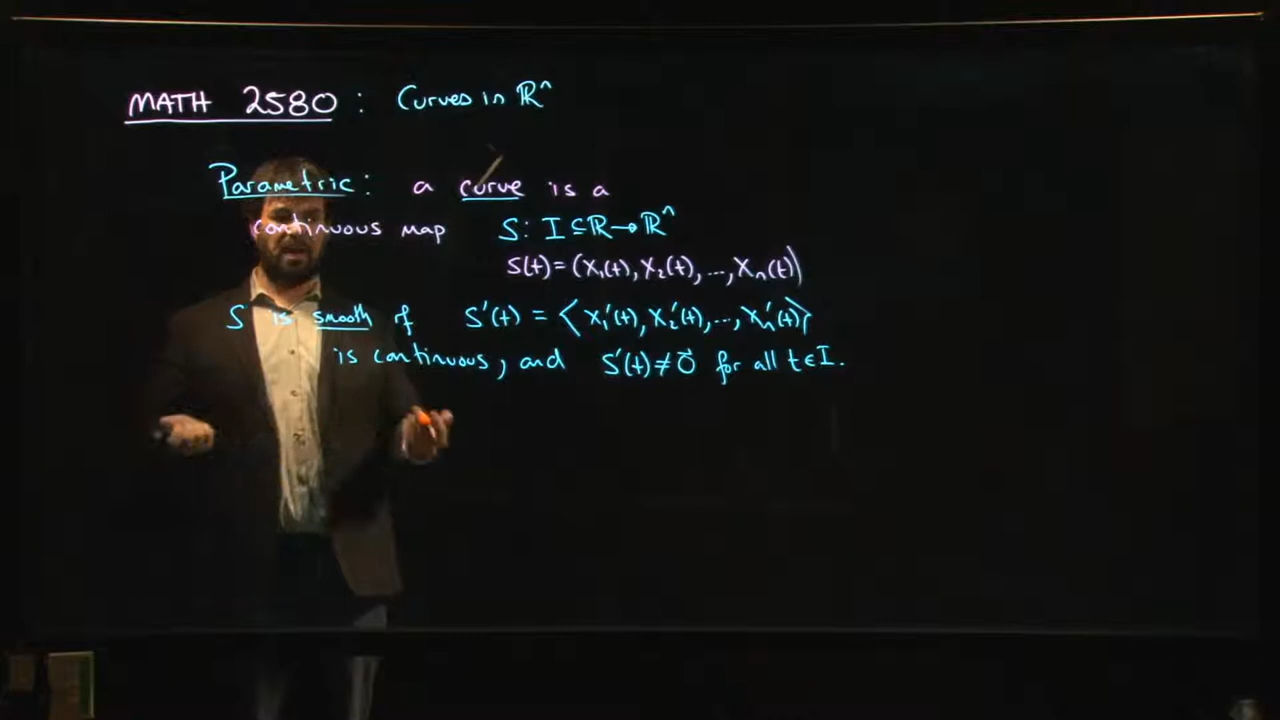 MATH 2580 : Curves in ℝⁿ
Parametric: a curve is a
continuous map S: I ⊆ ℝ → ℝⁿ
S(t) = (x₁(t), x₂(t), ..., xₙ(t))
S is smooth if S'(t) = ⟨x₁'(t), x₂'(t), ..., xₙ'(t)⟩
is continuous, and S'(t) ≠ 0⃗ for all t ∈ I.